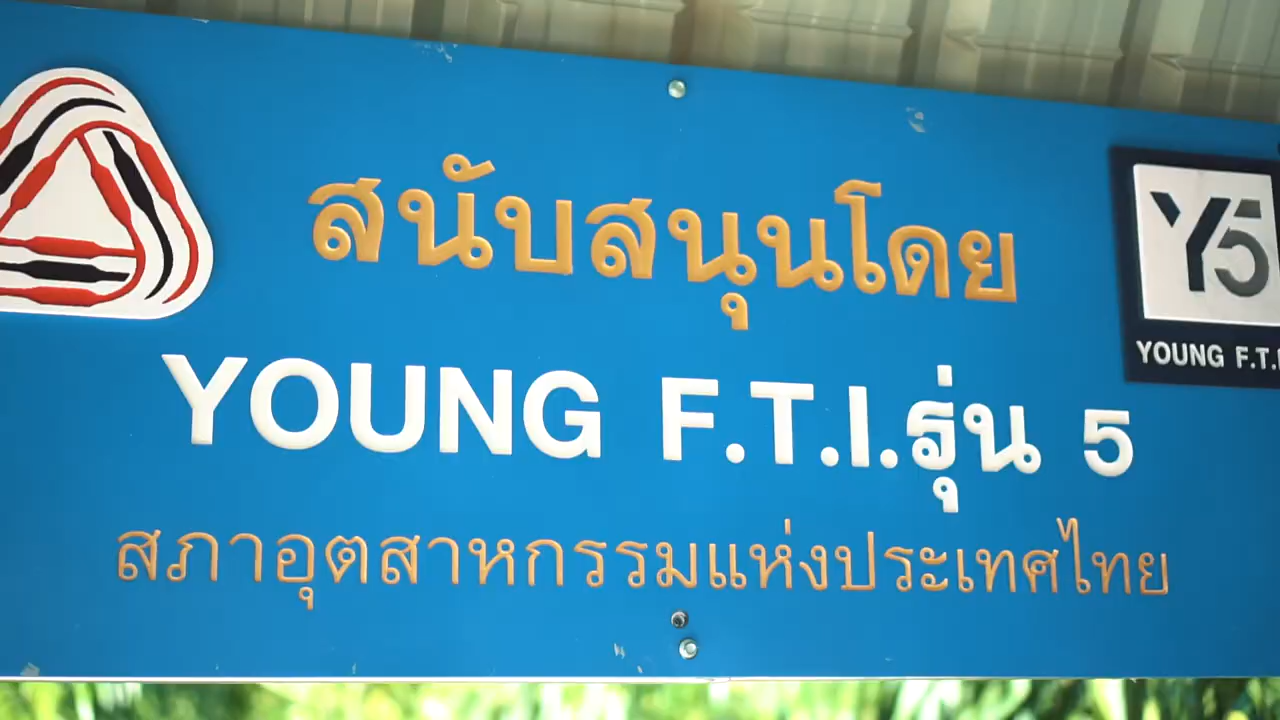 สนับสนุนโดย
YOUNG F.T.I.รุ่น 5
สภาอุตสาหกรรมแห่งประเทศไทย
Y5
YOUNG F.T.I